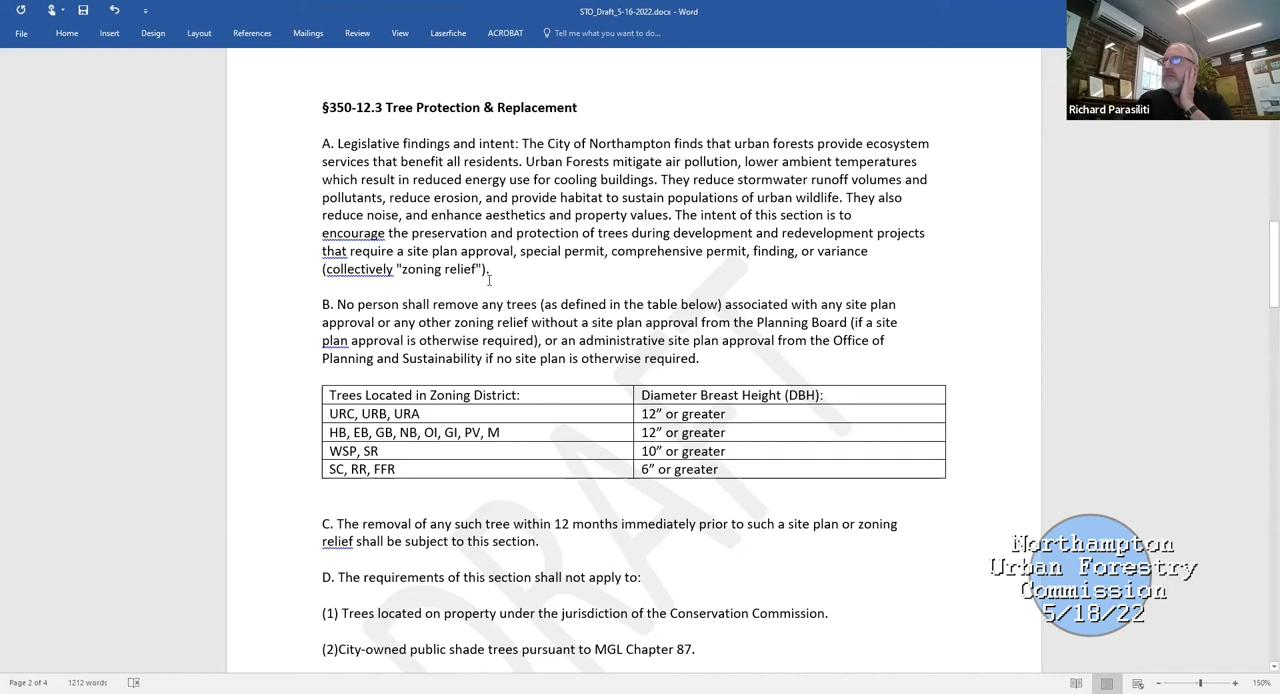 STO_Draft_5-16-2022.docx - Word
File Home Insert Design Layout References Mailings Review View Laserfiche ACROBAT Tell me what you want to do...
Richard Parasiliti
§350-12.3 Tree Protection & Replacement
A. Legislative findings and intent: The City of Northampton finds that urban forests provide ecosystem
services that benefit all residents. Urban Forests mitigate air pollution, lower ambient temperatures
which result in reduced energy use for cooling buildings. They reduce stormwater runoff volumes and
pollutants, reduce erosion, and provide habitat to sustain populations of urban wildlife. They also
reduce noise, and enhance aesthetics and property values. The intent of this section is to
encourage the preservation and protection of trees during development and redevelopment projects
that require a site plan approval, special permit, comprehensive permit, finding, or variance
(collectively "zoning relief").
B. No person shall remove any trees (as defined in the table below) associated with any site plan
approval or any other zoning relief without a site plan approval from the Planning Board (if a site
plan approval is otherwise required), or an administrative site plan approval from the Office of
Planning and Sustainability if no site plan is otherwise required.
Trees Located in Zoning District: Diameter Breast Height (DBH):
URC, URB, URA 12” or greater
HB, EB, GB, NB, OI, GI, PV, M 12” or greater
WSP, SR 10” or greater
SC, RR, FFR 6” or greater
C. The removal of any such tree within 12 months immediately prior to such a site plan or zoning
relief shall be subject to this section.
D. The requirements of this section shall not apply to:
(1) Trees located on property under the jurisdiction of the Conservation Commission.
(2)City-owned public shade trees pursuant to MGL Chapter 87.
DRAFT
Northampton
Urban Forestry
Commission
5/18/22
Page 2 of 4 1212 words 150%